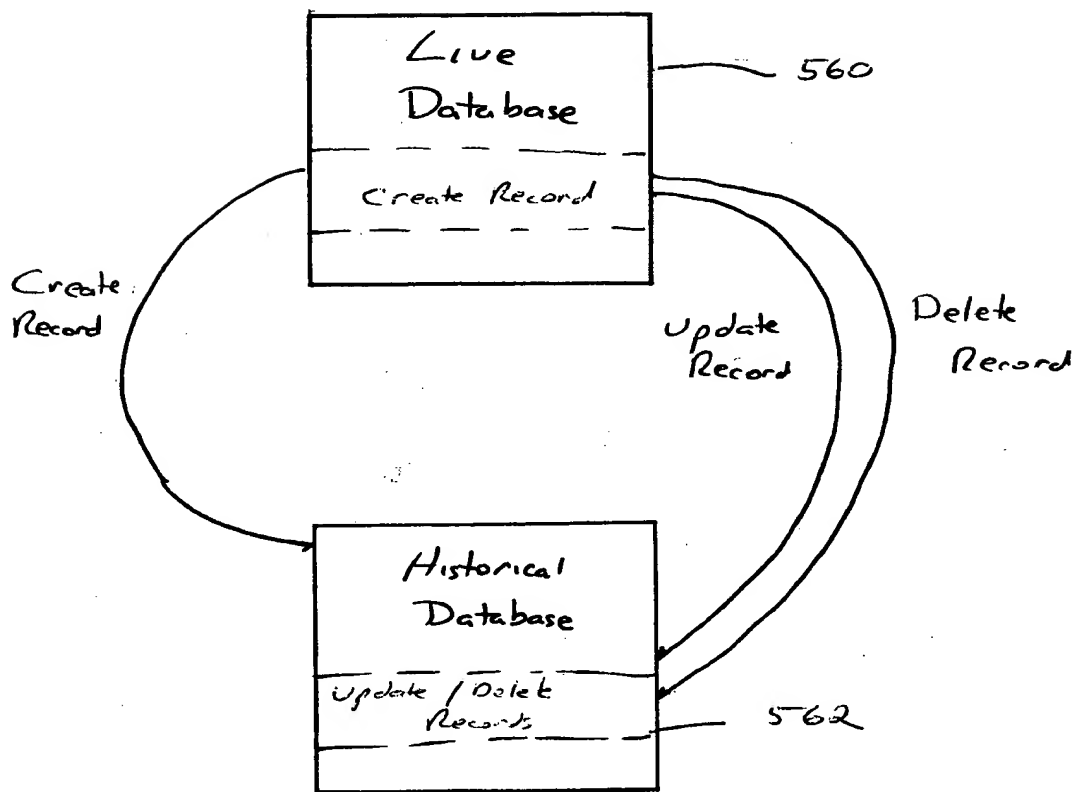 Live
Database
560
Create Record
Create
Record
Update
Record
Delete
Record
Historical
Database
Update / Delete
Records
562